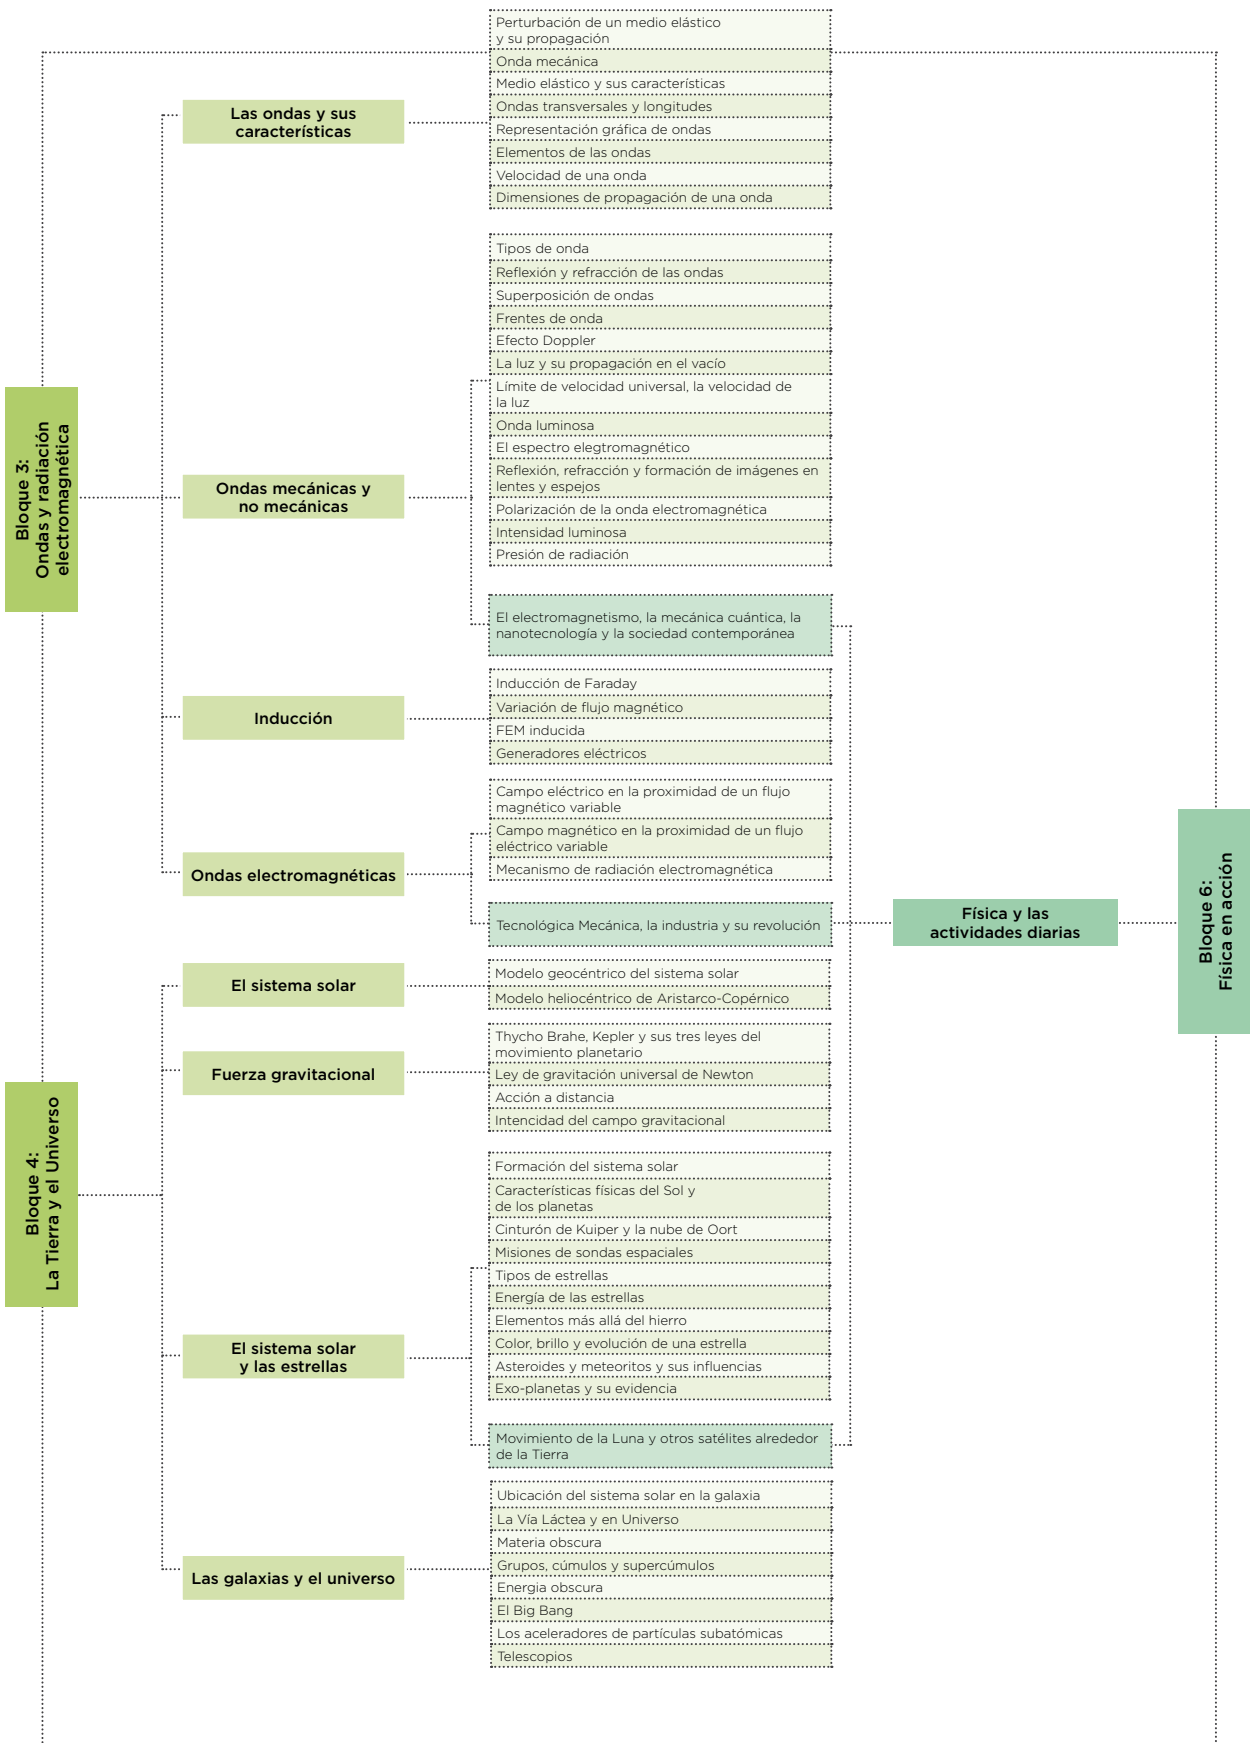 Bloque 3:
Ondas y radiación
electromagnética
Las ondas y sus
características
Perturbación de un medio elástico
y su propagación
Onda mecánica
Medio elástico y sus características
Ondas transversales y longitudes
Representación gráfica de ondas
Elementos de las ondas
Velocidad de una onda
Dimensiones de propagación de una onda
Ondas mecánicas y
no mecánicas
Tipos de onda
Reflexión y refracción de las ondas
Superposición de ondas
Frentes de onda
Efecto Doppler
La luz y su propagación en el vacío
Límite de velocidad universal, la velocidad de
la luz
Onda luminosa
El espectro elegtromagnético
Reflexión, refracción y formación de imágenes en
lentes y espejos
Polarización de la onda electromagnética
Intensidad luminosa
Presión de radiación
El electromagnetismo, la mecánica cuántica, la
nanotecnología y la sociedad contemporánea
Inducción
Inducción de Faraday
Variación de flujo magnético
FEM inducida
Generadores eléctricos
Ondas electromagnéticas
Campo eléctrico en la proximidad de un flujo
magnético variable
Campo magnético en la proximidad de un flujo
eléctrico variable
Mecanismo de radiación electromagnética
Tecnológica Mecánica, la industria y su revolución
Bloque 4:
La Tierra y el Universo
El sistema solar
Modelo geocéntrico del sistema solar
Modelo heliocéntrico de Aristarco-Copérnico
Fuerza gravitacional
Thycho Brahe, Kepler y sus tres leyes del
movimiento planetario
Ley de gravitación universal de Newton
Acción a distancia
Intencidad del campo gravitacional
El sistema solar
y las estrellas
Formación del sistema solar
Características físicas del Sol y
de los planetas
Cinturón de Kuiper y la nube de Oort
Misiones de sondas espaciales
Tipos de estrellas
Energía de las estrellas
Elementos más allá del hierro
Color, brillo y evolución de una estrella
Asteroides y meteoritos y sus influencias
Exo-planetas y su evidencia
Movimiento de la Luna y otros satélites alrededor
de la Tierra
Las galaxias y el universo
Ubicación del sistema solar en la galaxia
La Vía Láctea y en Universo
Materia obscura
Grupos, cúmulos y supercúmulos
Energia obscura
El Big Bang
Los aceleradores de partículas subatómicas
Telescopios
Física y las
actividades diarias
Bloque 6:
Física en acción